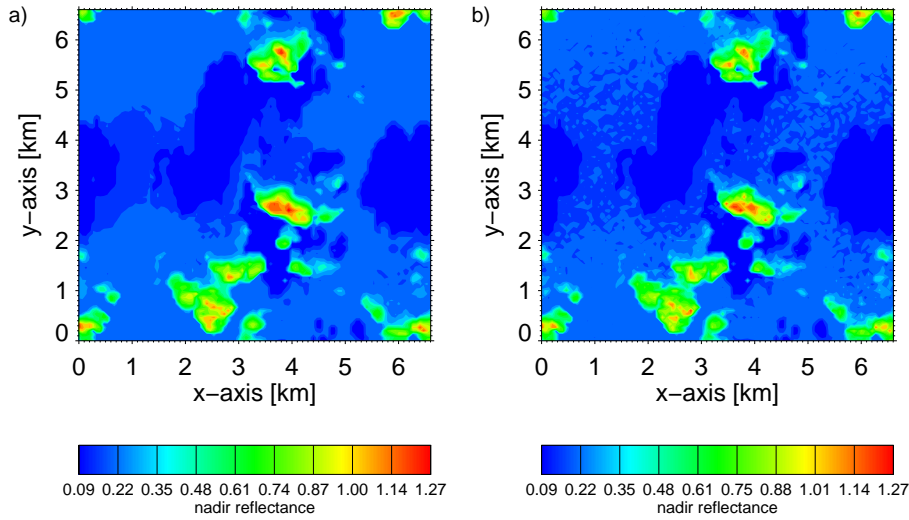 a)
6
5
4
3
2
1
0
y-axis [km]
0 1 2 3 4 5 6
x-axis [km]
0.09 0.22 0.35 0.48 0.61 0.74 0.87 1.00 1.14 1.27
nadir reflectance
b)
6
5
4
3
2
1
0
y-axis [km]
0 1 2 3 4 5 6
x-axis [km]
0.09 0.22 0.35 0.48 0.61 0.75 0.88 1.01 1.14 1.27
nadir reflectance